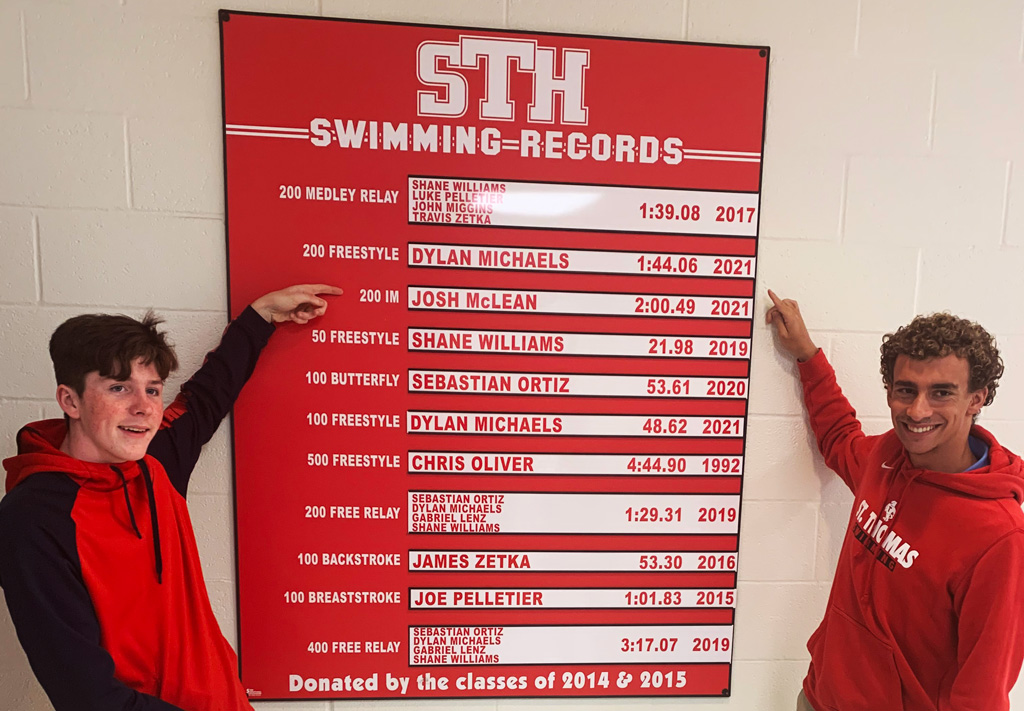 STH
SWIMMING RECORDS
200 MEDLEY RELAY SHANE WILLIAMS
LUKE PELLETIER
JOHN MIGGINS
TRAVIS ZETKA 1:39.08 2017
200 FREESTYLE DYLAN MICHAELS 1:44.06 2021
200 IM JOSH McLEAN 2:00.49 2021
50 FREESTYLE SHANE WILLIAMS 21.98 2019
100 BUTTERFLY SEBASTIAN ORTIZ 53.61 2020
100 FREESTYLE DYLAN MICHAELS 48.62 2021
500 FREESTYLE CHRIS OLIVER 4:44.90 1992
200 FREE RELAY SEBASTIAN ORTIZ
DYLAN MICHAELS
GABRIEL LENZ
SHANE WILLIAMS 1:29.31 2019
100 BACKSTROKE JAMES ZETKA 53.30 2016
100 BREASTSTROKE JOE PELLETIER 1:01.83 2015
400 FREE RELAY SEBASTIAN ORTIZ
DYLAN MICHAELS
GABRIEL LENZ
SHANE WILLIAMS 3:17.07 2019
Donated by the classes of 2014 & 2015
ST. THOMAS
SWIMMING